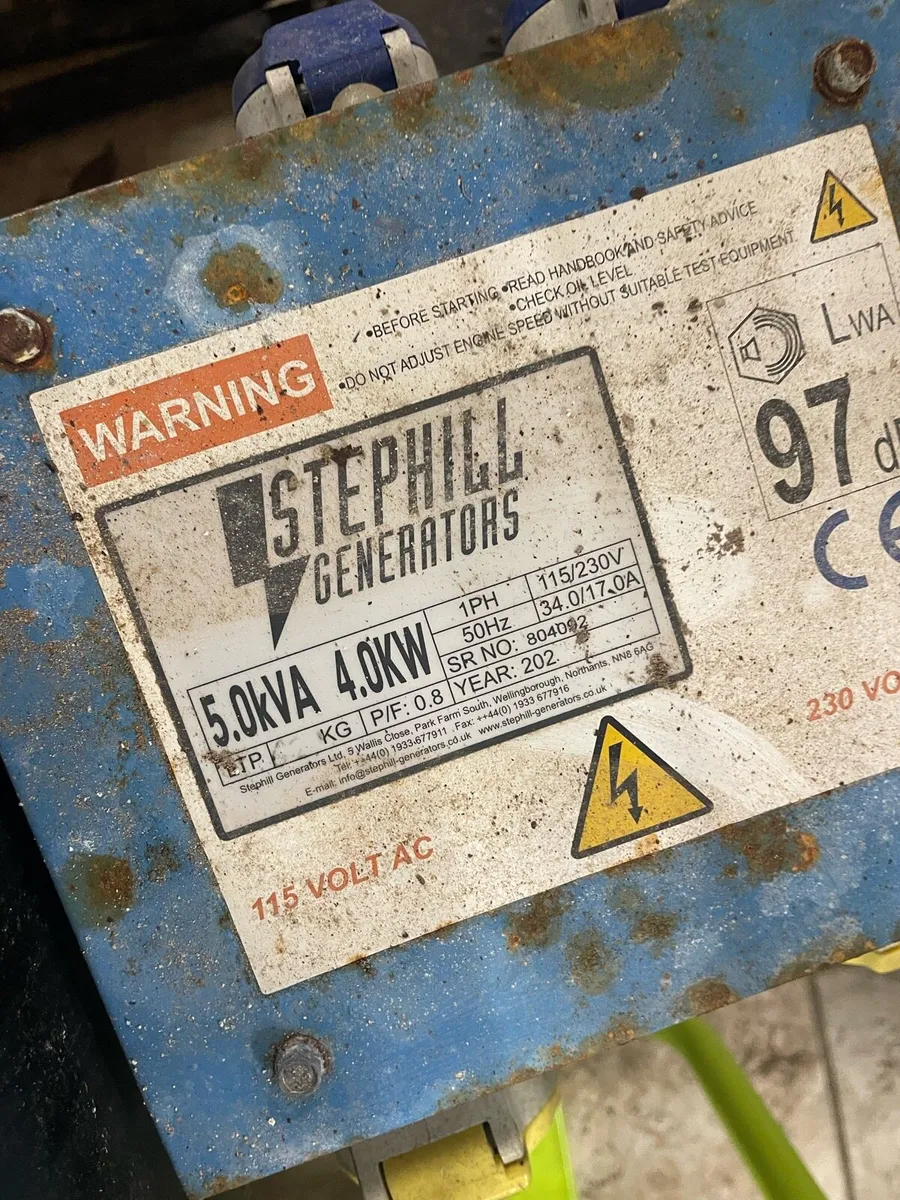 •BEFORE STARTING •READ HANDBOOK AND SAFETY ADVICE
•CHECK OIL LEVEL
•DO NOT ADJUST ENGINE SPEED WITHOUT SUITABLE TEST EQUIPMENT
WARNING
LWA
97
STEPHILL
GENERATORS
CE
5.0kVA 4.0KW
1PH 115/230V
50Hz 34.0/17.0A
SR NO: 804092
KG P/F: 0.8 YEAR: 202
Stephill Generators Ltd, 5 Wallis Close, Park Farm South, Wellingborough, Northants, NN8 6AG
Tel: ++44(0) 1933.677911 Fax: ++44(0) 1933 677916
E-mail: info@stephill-generators.co.uk www.stephill-generators.co.uk
115 VOLT AC
230